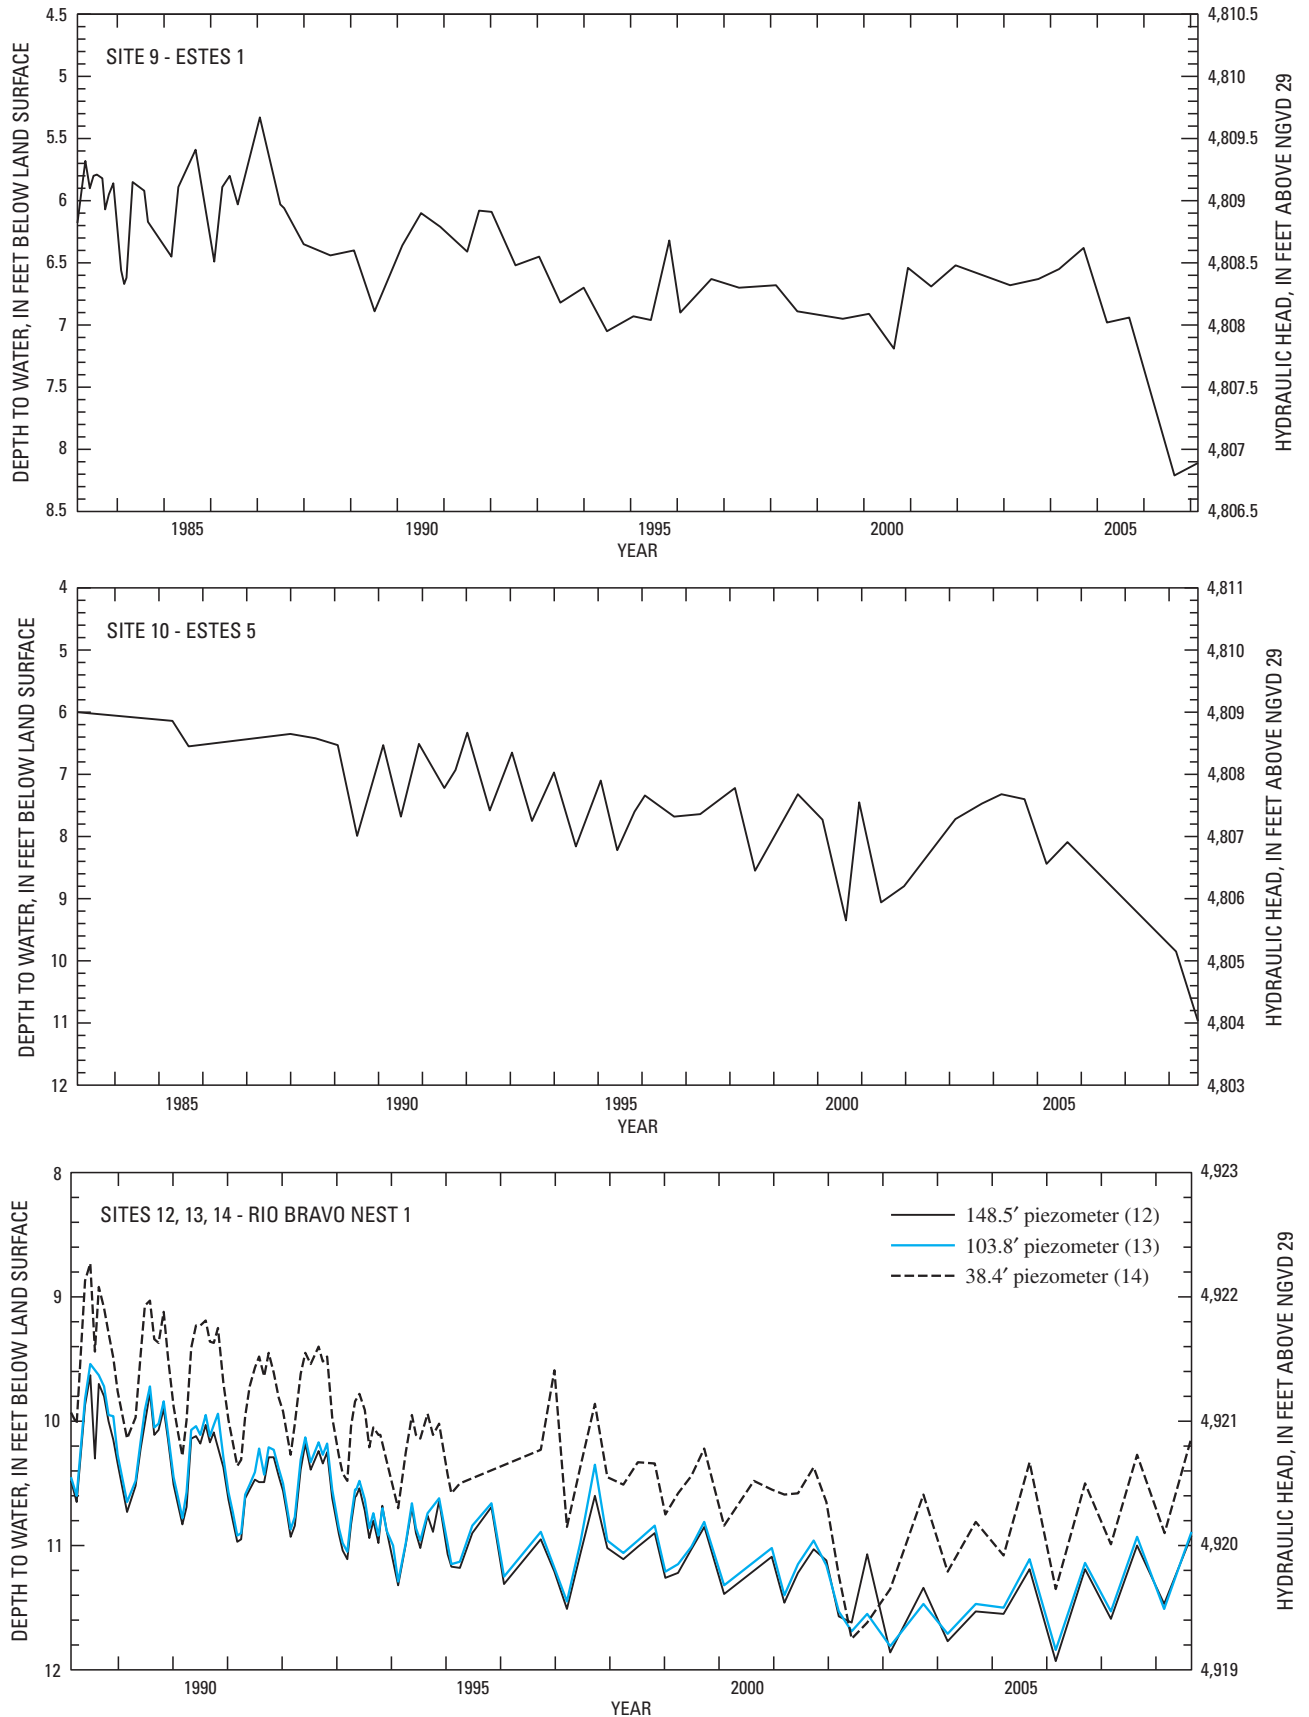 SITE 9 - ESTES 1
DEPTH TO WATER, IN FEET BELOW LAND SURFACE
4.5
5
5.5
6
6.5
7
7.5
8
8.5
4,810.5
4,810
4,809.5
4,809
4,808.5
4,808
4,807.5
4,807
4,806.5
HYDRAULIC HEAD, IN FEET ABOVE NGVD 29
1985 1990 1995 2000 2005
YEAR
SITE 10 - ESTES 5
DEPTH TO WATER, IN FEET BELOW LAND SURFACE
4
5
6
7
8
9
10
11
12
4,811
4,810
4,809
4,808
4,807
4,806
4,805
4,804
4,803
HYDRAULIC HEAD, IN FEET ABOVE NGVD 29
1985 1990 1995 2000 2005
YEAR
SITES 12, 13, 14 - RIO BRAVO NEST 1
148.5′ piezometer (12)
103.8′ piezometer (13)
38.4′ piezometer (14)
DEPTH TO WATER, IN FEET BELOW LAND SURFACE
8
9
10
11
12
4,923
4,922
4,921
4,920
4,919
HYDRAULIC HEAD, IN FEET ABOVE NGVD 29
1990 1995 2000 2005
YEAR